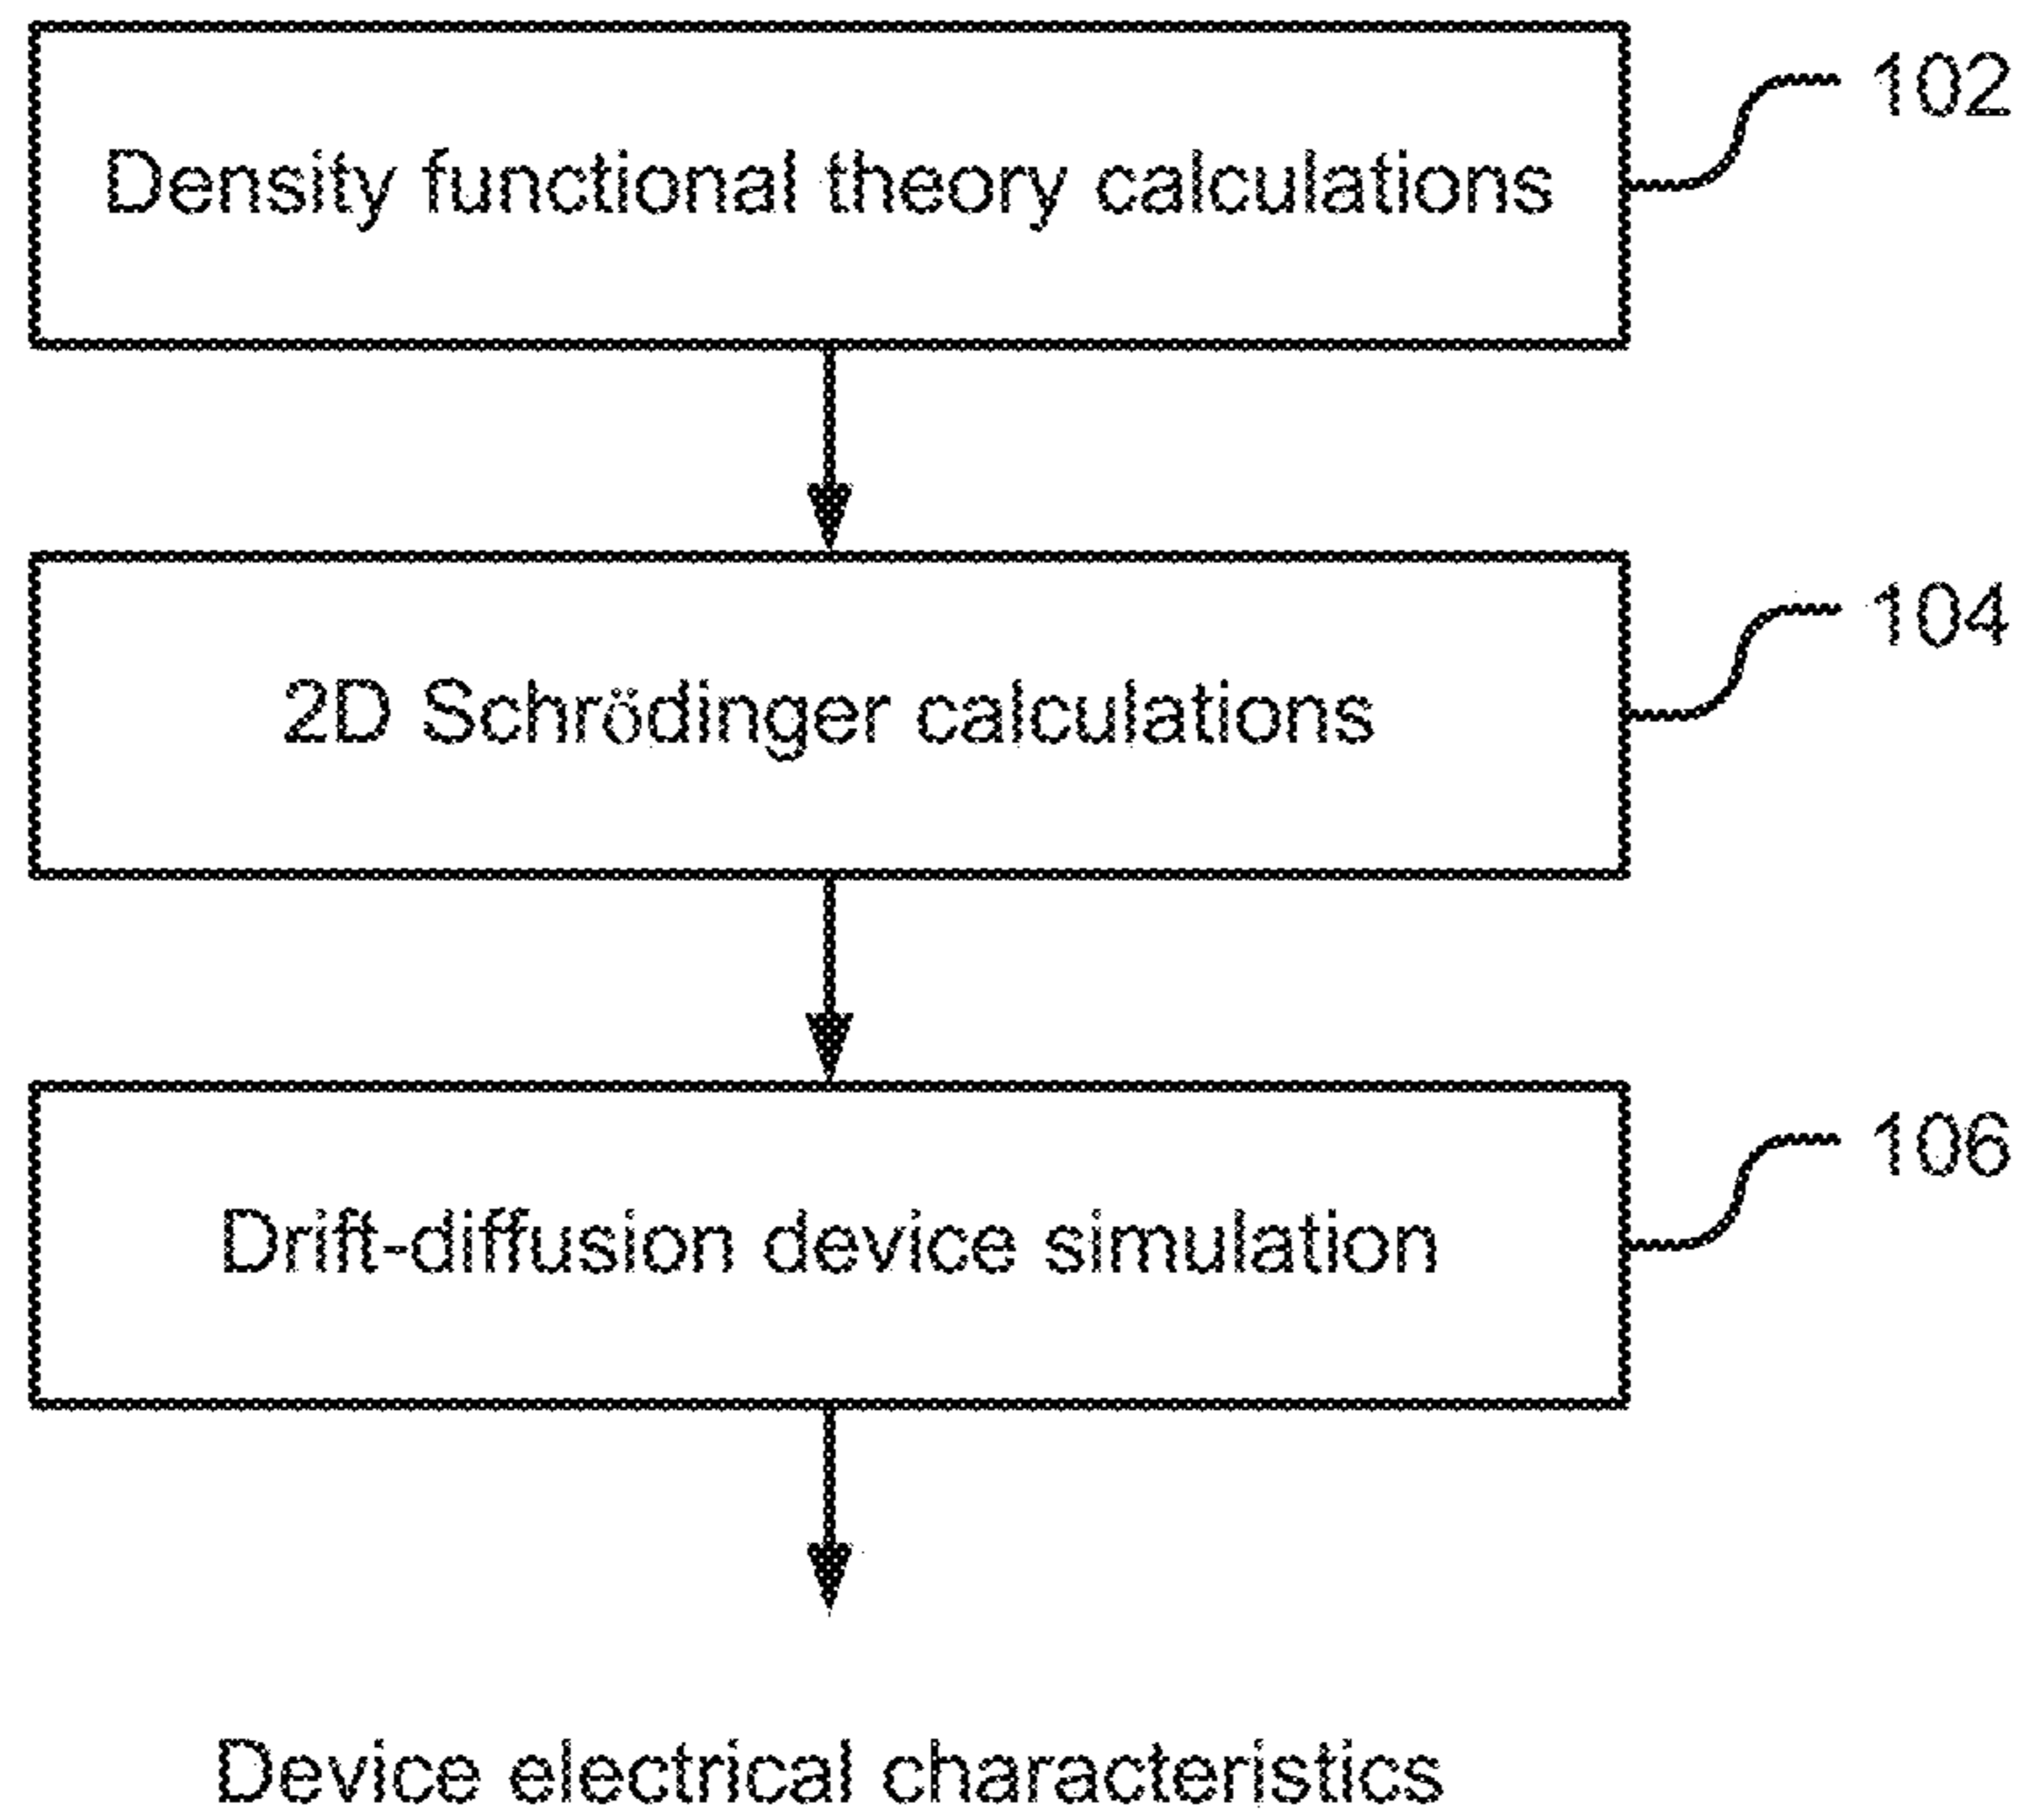 102
Density functional theory calculations
104
2D Schrödinger calculations
106
Drift-diffusion device simulation
Device electrical characteristics